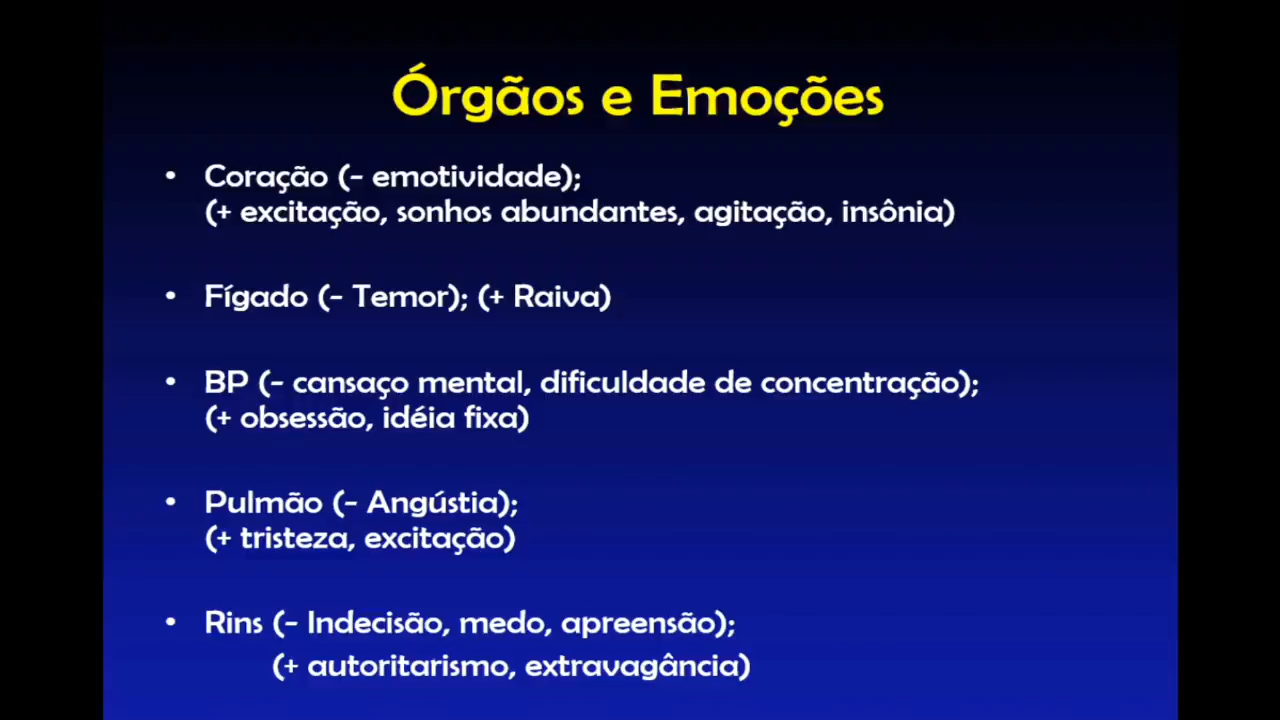 Órgãos e Emoções
• Coração (- emotividade);
(+ excitação, sonhos abundantes, agitação, insônia)
• Fígado (- Temor); (+ Raiva)
• BP (- cansaço mental, dificuldade de concentração);
(+ obsessão, idéia fixa)
• Pulmão (- Angústia);
(+ tristeza, excitação)
• Rins (- Indecisão, medo, apreensão);
(+ autoritarismo, extravagância)